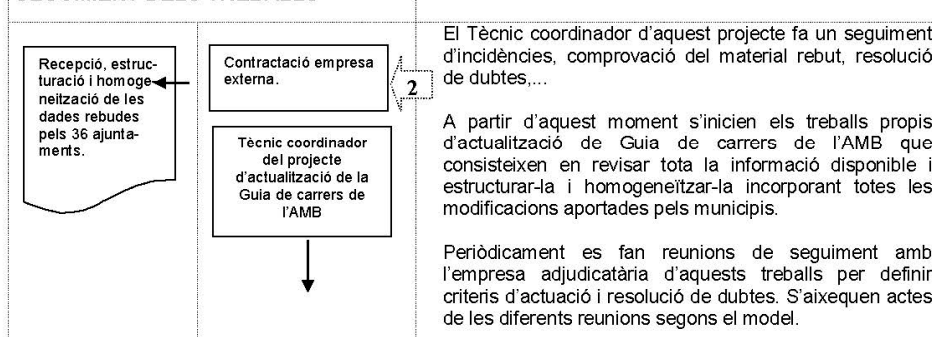 Recepció, estruc-
turació i homoge-
neització de les
dades rebudes
pels 36 ajunta-
ments.
Contractació empresa
externa.
2
Tècnic coordinador
del projecte
d'actualització de la
Guia de carrers de
l'AMB
El Tècnic coordinador d'aquest projecte fa un seguiment
d'incidències, comprovació del material rebut, resolució
de dubtes,...
A partir d'aquest moment s'inicien els treballs propis
d'actualització de Guia de carrers de l'AMB que
consisteixen en revisar tota la informació disponible i
estructurar-la i homogeneïtzar-la incorporant totes les
modificacions aportades pels municipis.
Periòdicament es fan reunions de seguiment amb
l'empresa adjudicatària d'aquests treballs per definir
criteris d'actuació i resolució de dubtes. S'aixequen actes
de les diferents reunions segons el model.